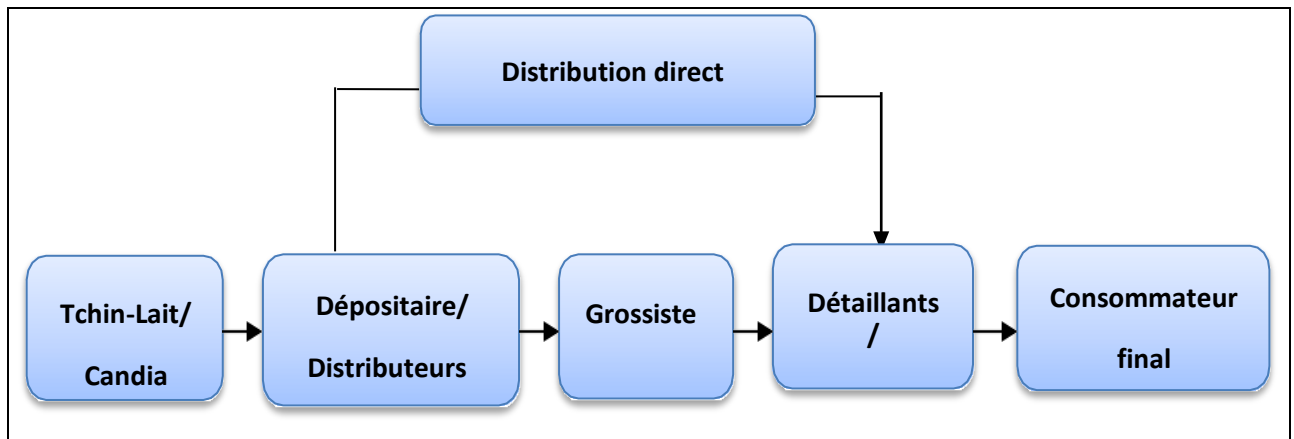 Distribution direct
Tchin-Lait/
Candia
Dépositaire/
Distributeurs
Grossiste
Détaillants
/
Consommateur
final